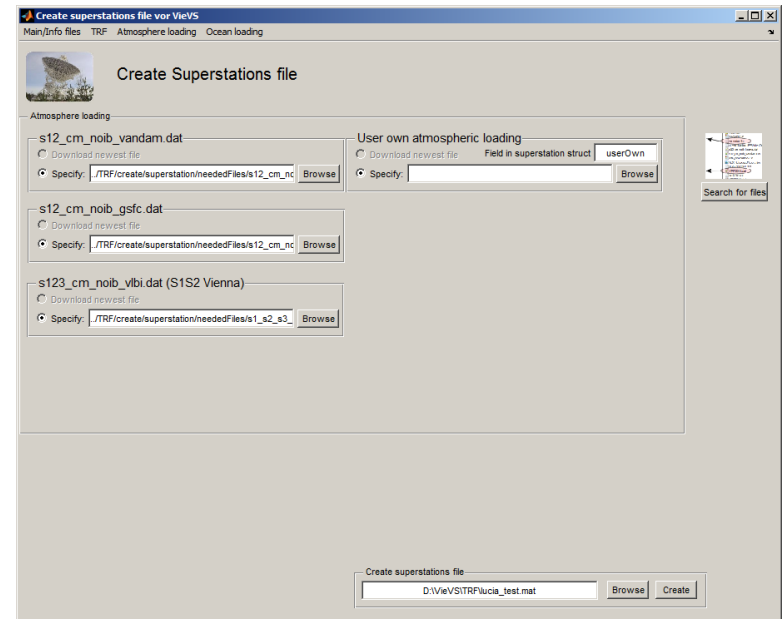 Create superstations file vor VieVS
Main/Info files TRF Atmosphere loading Ocean loading
Create Superstations file
Atmosphere loading
s12_cm_noib_vandam.dat
Download newest file
Specify: ../TRF/create/superstation/neededFiles/s12_cm_nc Browse
User own atmospheric loading
Download newest file Field in superstation struct userOwn
Specify: Browse
Search for files
s12_cm_noib_gsfc.dat
Download newest file
Specify: ../TRF/create/superstation/neededFiles/s12_cm_nc Browse
s123_cm_noib_vlbi.dat (S1S2 Vienna)
Download newest file
Specify: ../TRF/create/superstation/neededFiles/s1_s2_s3_ Browse
Create superstations file
D:\VieVS\TRF\lucia_test.mat Browse Create